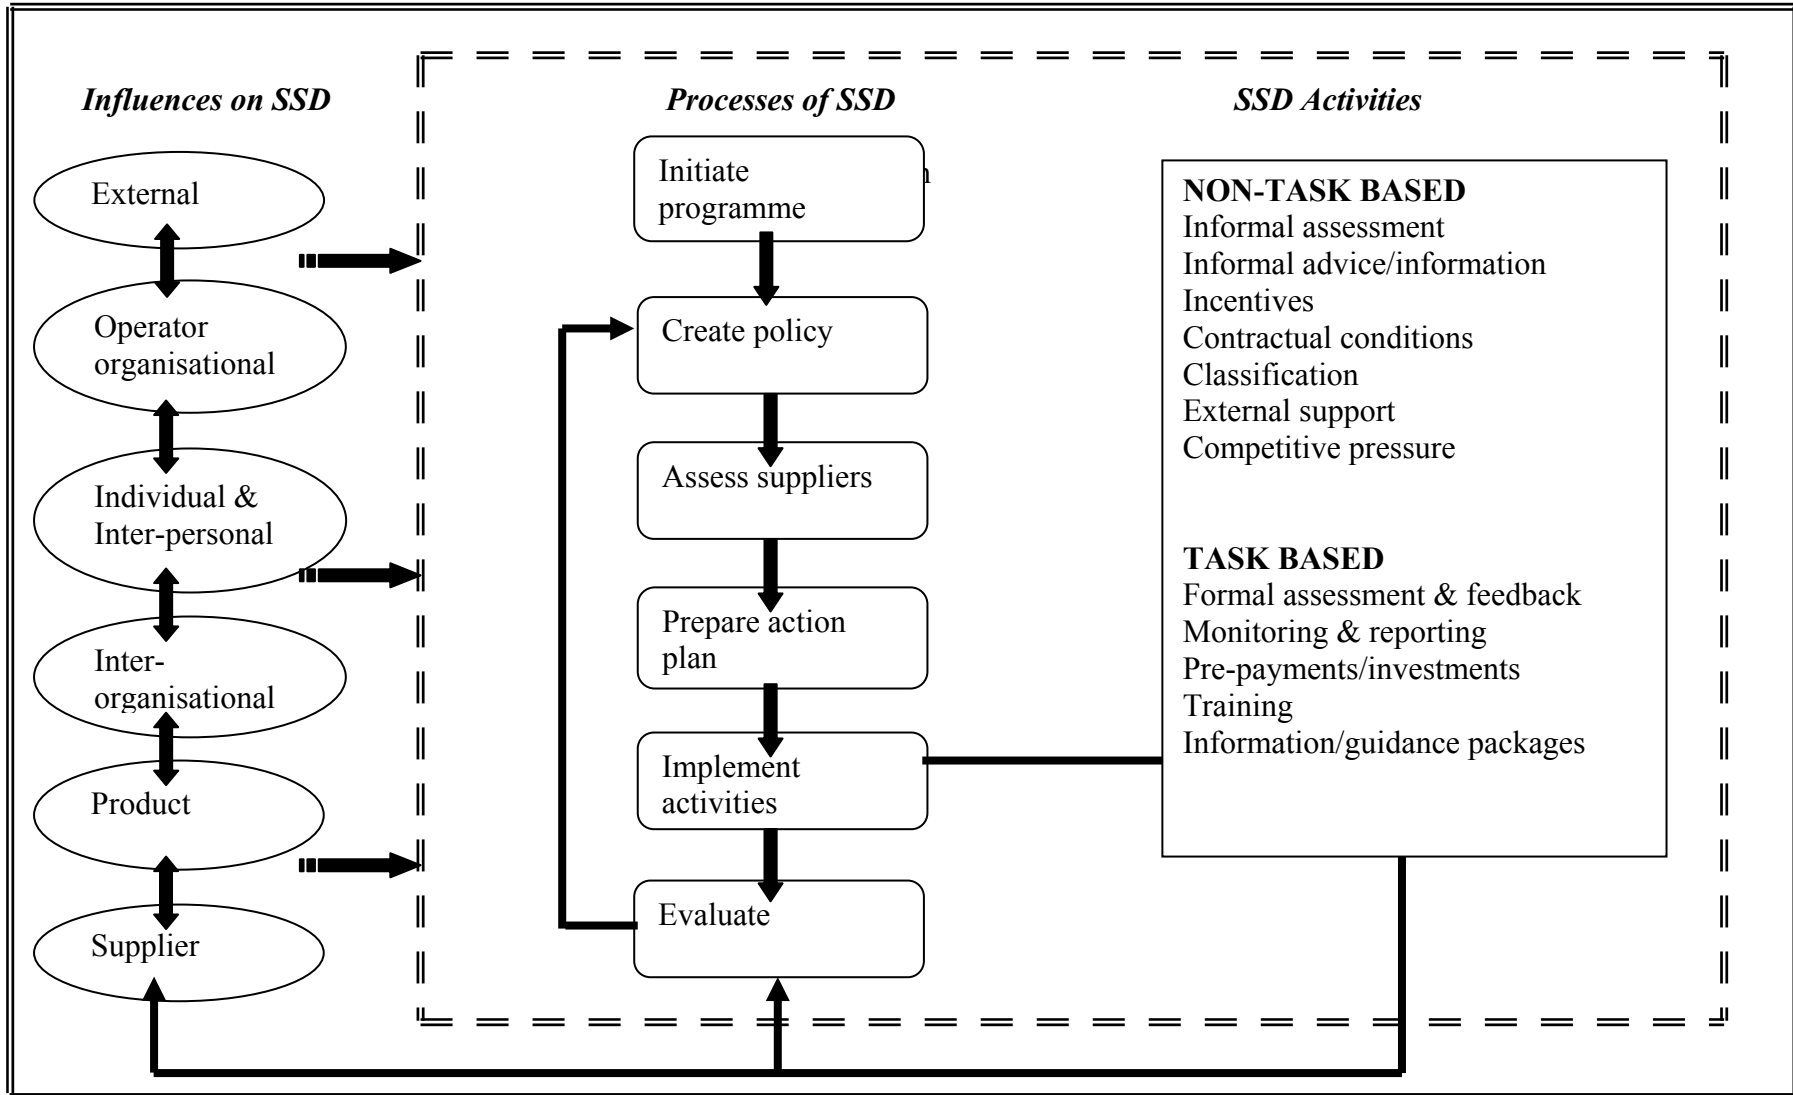 Influences on SSD
External
Operator
organisational
Individual &
Inter-personal
Inter-
organisational
Product
Supplier
Processes of SSD
Initiate
programme
Create policy
Assess suppliers
Prepare action
plan
Implement
activities
Evaluate
SSD Activities
NON-TASK BASED
Informal assessment
Informal advice/information
Incentives
Contractual conditions
Classification
External support
Competitive pressure
TASK BASED
Formal assessment & feedback
Monitoring & reporting
Pre-payments/investments
Training
Information/guidance packages